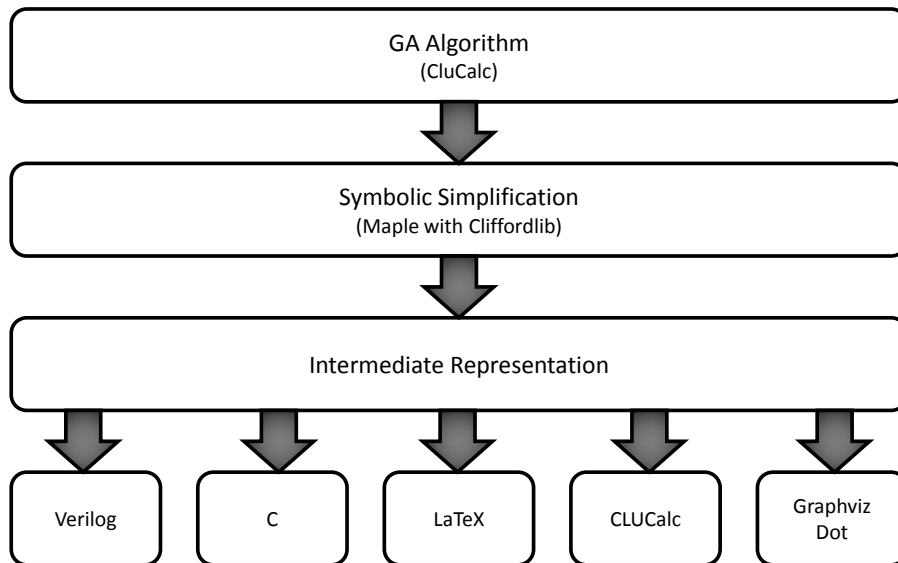 GA Algorithm
(CluCalc)
Symbolic Simplification
(Maple with Cliffordlib)
Intermediate Representation
Verilog
C
LaTeX
CLUCalc
Graphviz
Dot